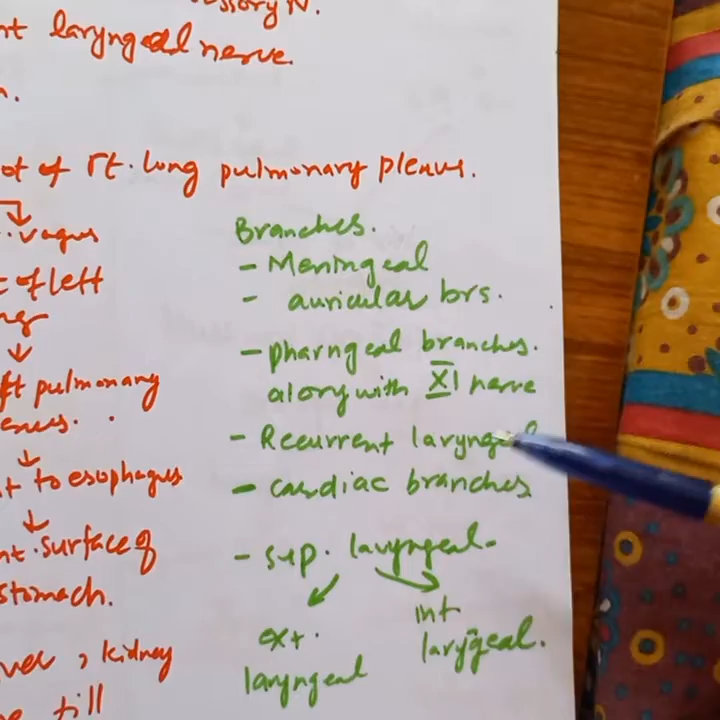 nt laryngeal nerve.
ot of rt. long pulmonary plexus.
vagus
of left
ft pulmonary
to esophagus
nt. surface of
stomach.
, kidney
till
Branches.
- Meningeal
- auricular brs.
- pharngeal branches.
along with XI nerve
- Recurrent laryngeal
- cardiac branches
- sup. laryngeal-
ext.
laryngeal
int
laryngeal.